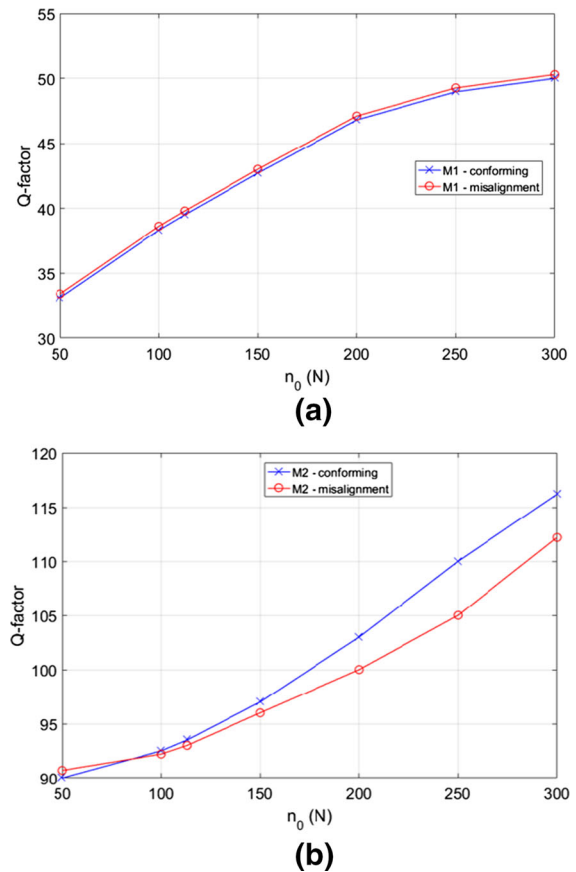 55
50
45
40
35
30
Q-factor
M1 - conforming
M1 - misalignment
50 100 150 200 250 300
n₀ (N)
(a)
120
115
110
105
100
95
90
Q-factor
M2 - conforming
M2 - misalignment
50 100 150 200 250 300
n₀ (N)
(b)